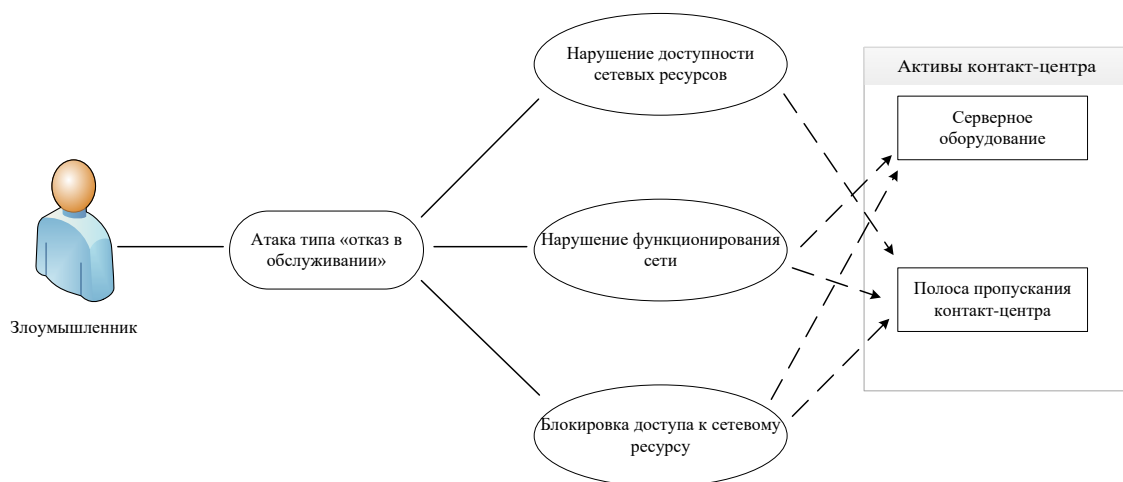 Злоумышленник
Атака типа «отказ в
обслуживании»
Нарушение доступности
сетевых ресурсов
Нарушение функционирования
сети
Блокировка доступа к сетевому
ресурсу
Активы контакт-центра
Серверное
оборудование
Полоса пропускания
контакт-центра